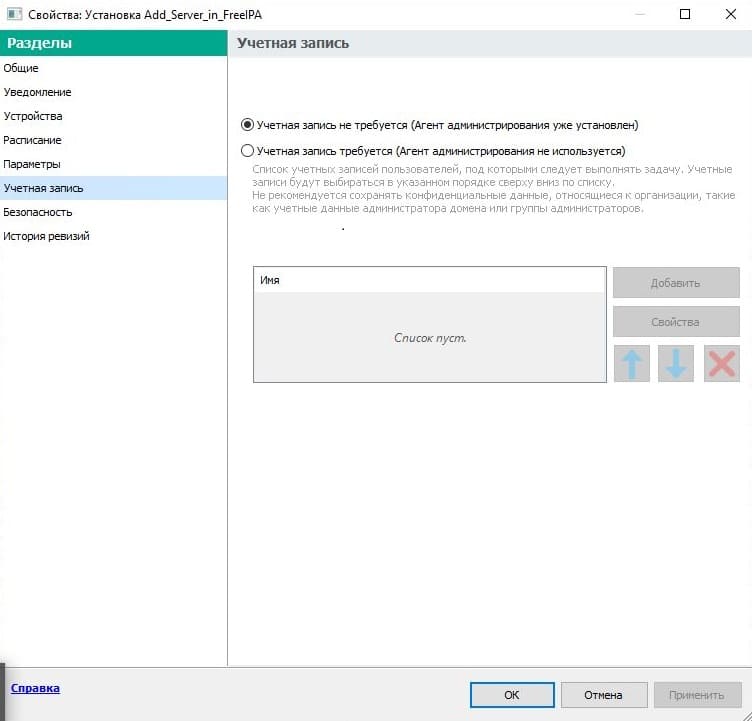 Свойства: Установка Add_Server_in_FreeIPA
Разделы
Общие
Уведомление
Устройства
Расписание
Параметры
Учетная запись
Безопасность
История ревизий
Учетная запись
Учетная запись не требуется (Агент администрирования уже установлен)
Учетная запись требуется (Агент администрирования не используется)
Список учетных записей пользователей, под которыми следует выполнять задачу. Учетные
записи будут выбираться в указанном порядке сверху вниз по списку.
Не рекомендуется сохранять конфиденциальные данные, относящиеся к организации, такие
как учетные данные администратора домена или группы администраторов.
Имя
Список пуст.
Добавить
Свойства
Справка
ОК
Отмена
Применить